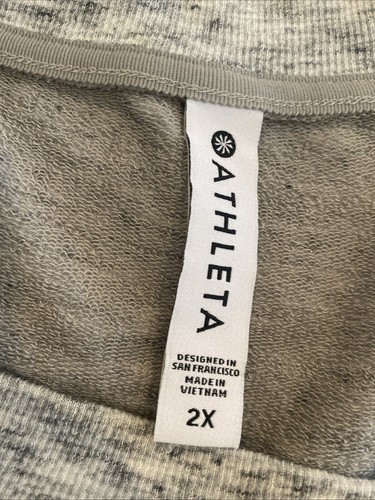 ATHLETA
DESIGNED IN
SAN FRANCISCO
MADE IN
VIETNAM
2X